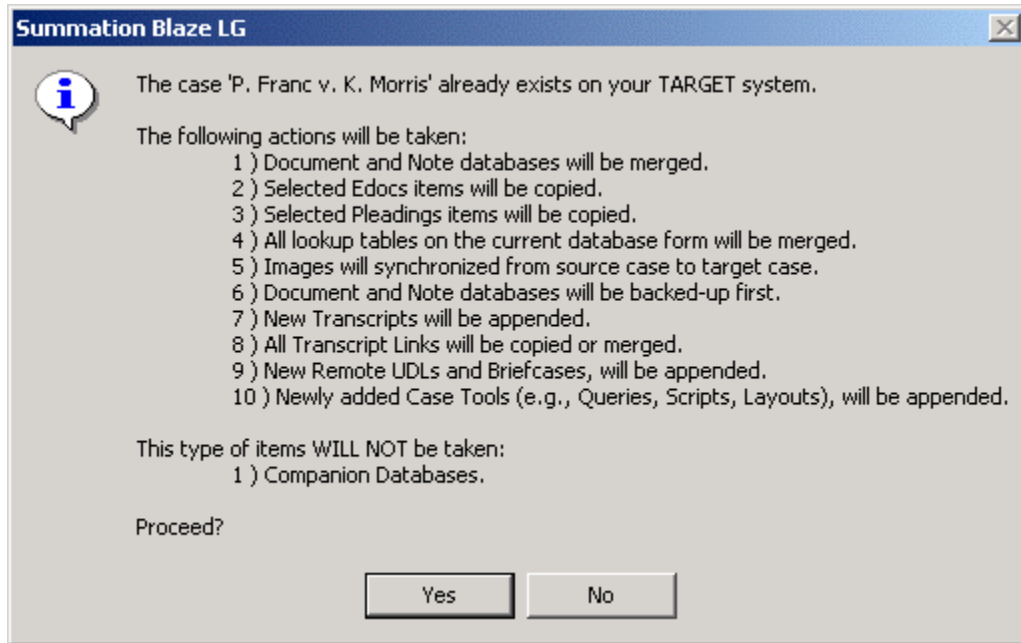 Summation Blaze LG
The case 'P. Franc v. K. Morris' already exists on your TARGET system.
The following actions will be taken:
1 ) Document and Note databases will be merged.
2 ) Selected Edocs items will be copied.
3 ) Selected Pleadings items will be copied.
4 ) All lookup tables on the current database form will be merged.
5 ) Images will synchronized from source case to target case.
6 ) Document and Note databases will be backed-up first.
7 ) New Transcripts will be appended.
8 ) All Transcript Links will be copied or merged.
9 ) New Remote UDLs and Briefcases, will be appended.
10 ) Newly added Case Tools (e.g., Queries, Scripts, Layouts), will be appended.
This type of items WILL NOT be taken:
1 ) Companion Databases.
Proceed?
Yes No